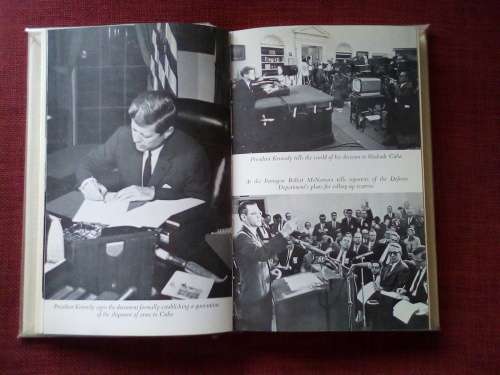 President Kennedy signs the document formally establishing a quarantine
of the shipment of arms to Cuba
President Kennedy tells the world of his decision to blockade Cuba.
At the Pentagon Robert McNamara tells reporters of the Defense
Department's plans for calling up reserves.